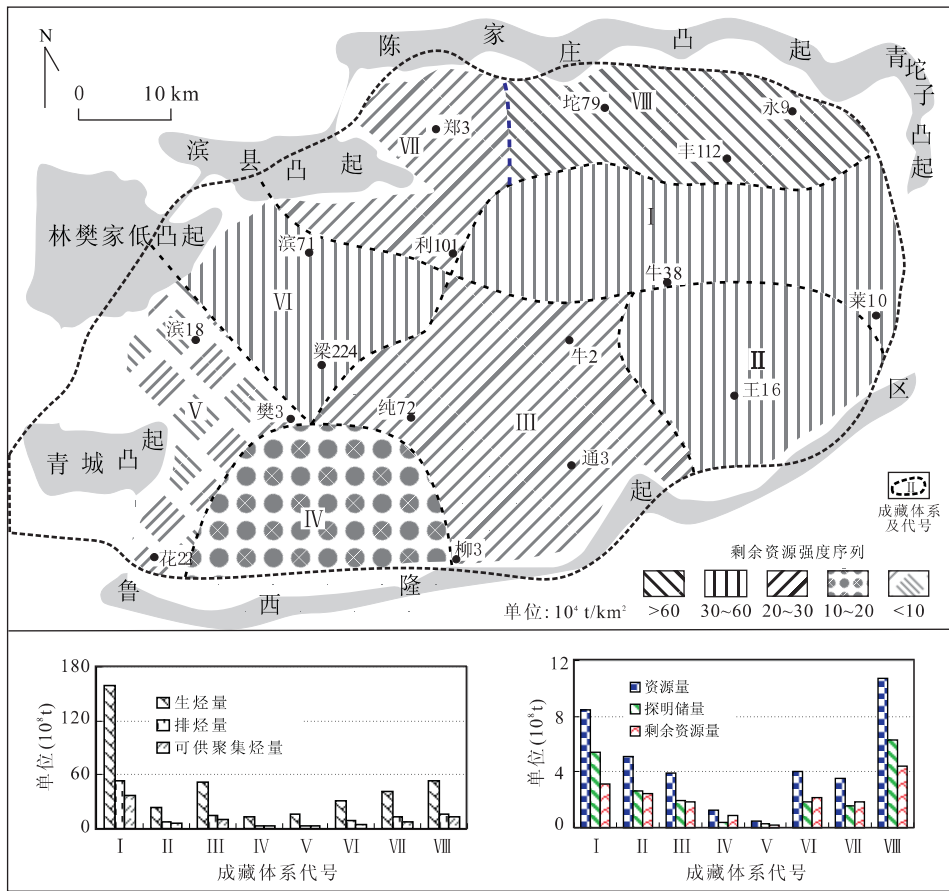 N
0 10 km
陈家庄凸起
青坨子凸起
滨县凸起
林樊家低凸起
青城凸起
鲁西隆起区
坨79
Ⅷ
永9
郑3
Ⅶ
丰112
Ⅰ
滨71
利101
牛38
莱10
Ⅵ
滨18
牛2
梁224
Ⅱ
王16
Ⅴ
樊3
纯72
Ⅲ
通3
Ⅳ
花23
柳3
Ⅱ
成藏体系
及代号
剩余资源强度序列
单位: 10⁴ t/km²
>60 30~60 20~30 10~20 <10
180
120
60
0
单位(10⁸t)
生烃量
排烃量
可供聚集烃量
Ⅰ Ⅱ Ⅲ Ⅳ Ⅴ Ⅵ Ⅶ Ⅷ
成藏体系代号
12
8
4
0
单位(10⁸t)
资源量
探明储量
剩余资源量
Ⅰ Ⅱ Ⅲ Ⅳ Ⅴ Ⅵ Ⅶ Ⅷ
成藏体系代号